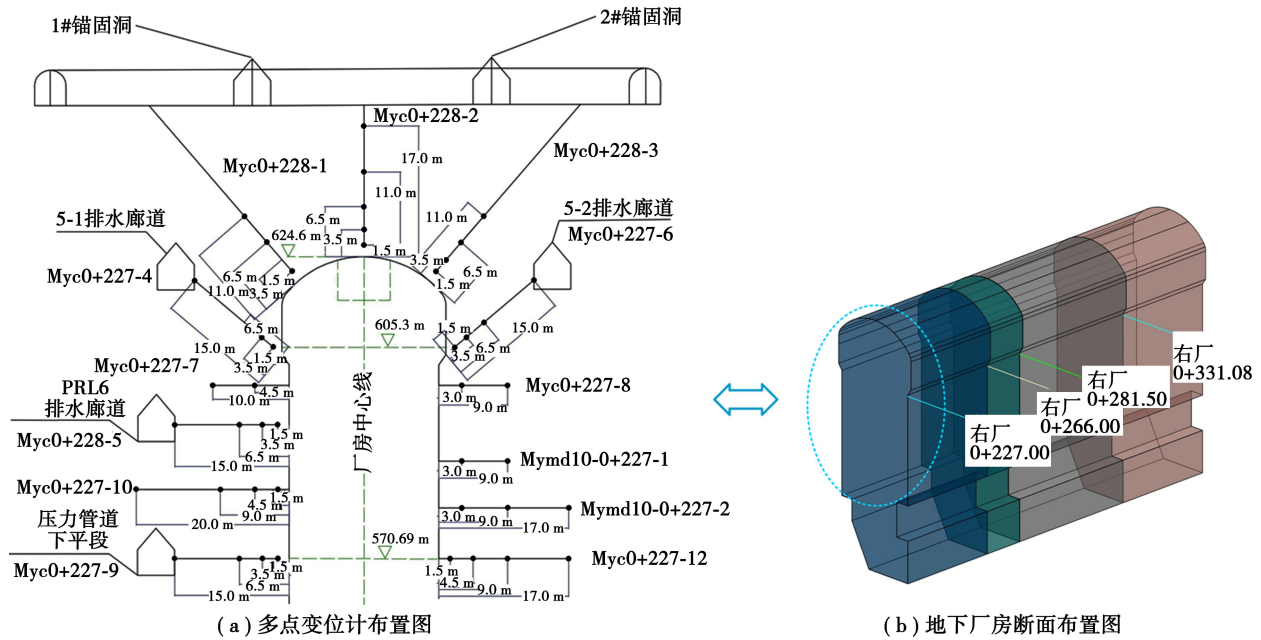 1#锚固洞
2#锚固洞
Myc0+228-2
Myc0+228-1
Myc0+228-3
17.0 m
11.0 m
6.5 m
3.5 m
1.5 m
624.6 m
11.0 m
3.5 m
6.5 m
1.5 m
5-1排水廊道
Myc0+227-4
5-2排水廊道
Myc0+227-6
6.5 m
1.5 m
11.0 m
3.5 m
15.0 m
6.5 m
1.5 m
3.5 m
605.3 m
1.5 m
6.5 m
3.5 m
15.0 m
Myc0+227-7
4.5 m
10.0 m
Myc0+227-8
3.0 m
9.0 m
PRL6
排水廊道
Myc0+228-5
1.5 m
3.5 m
6.5 m
15.0 m
厂房中心线
Mymd10-0+227-1
3.0 m
9.0 m
Myc0+227-10
1.5 m
4.5 m
9.0 m
20.0 m
Mymd10-0+227-2
3.0 m
9.0 m
17.0 m
压力管道
下平段
Myc0+227-9
1.5 m
3.5 m
6.5 m
15.0 m
570.69 m
Myc0+227-12
1.5 m
4.5 m
9.0 m
17.0 m
(a)多点变位计布置图
右厂
0+331.08
右厂
0+281.50
右厂
0+266.00
右厂
0+227.00
(b)地下厂房断面布置图